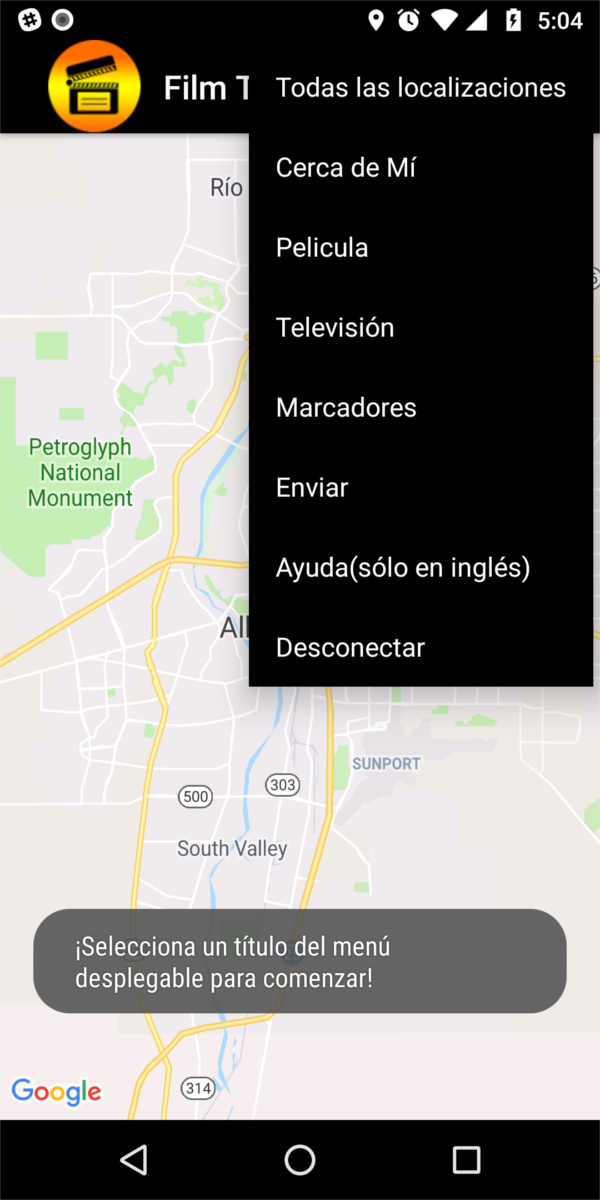 5:04
Film
Todas las localizaciones
Cerca de Mí
Río
Pelicula
Televisión
Marcadores
Petroglyph
National
Monument
Enviar
Ayuda(sólo en inglés)
Desconectar
SUNPORT
303
500
South Valley
¡Selecciona un título del menú
desplegable para comenzar!
Google
314